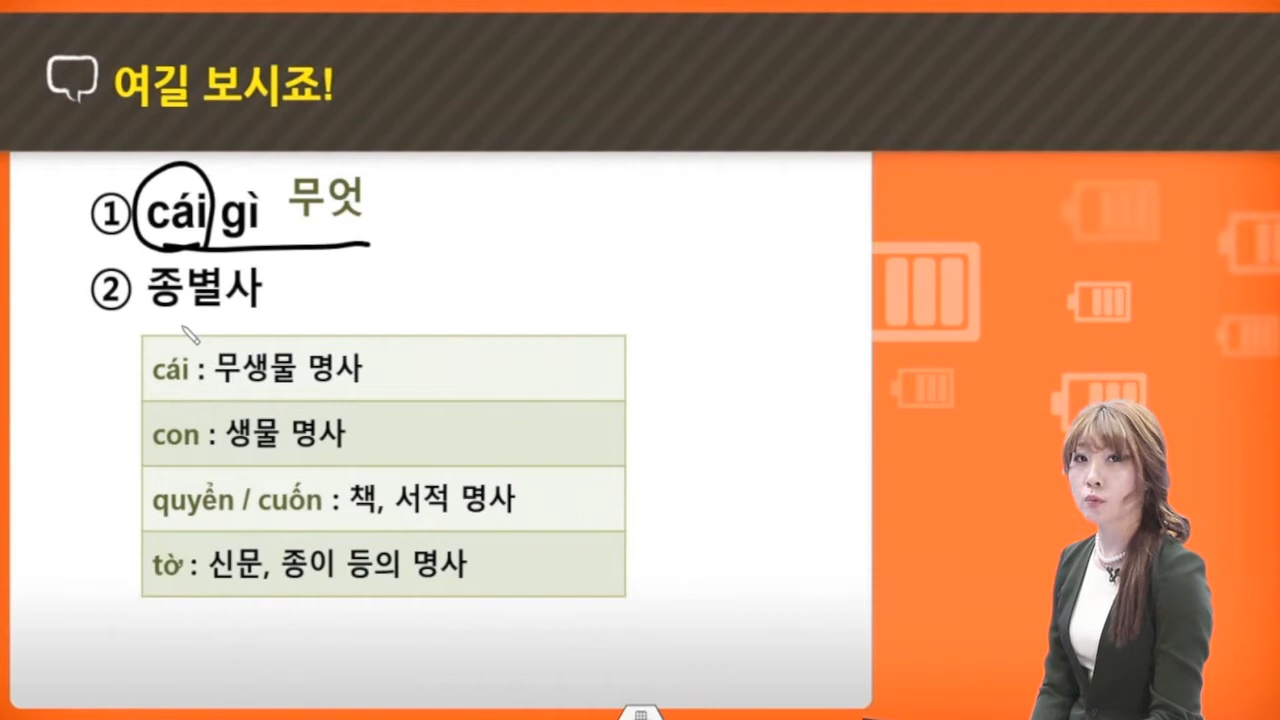 여길 보시죠!
① cái gì 무엇
② 종별사
cái : 무생물 명사
con : 생물 명사
quyển / cuốn : 책, 서적 명사
tờ : 신문, 종이 등의 명사